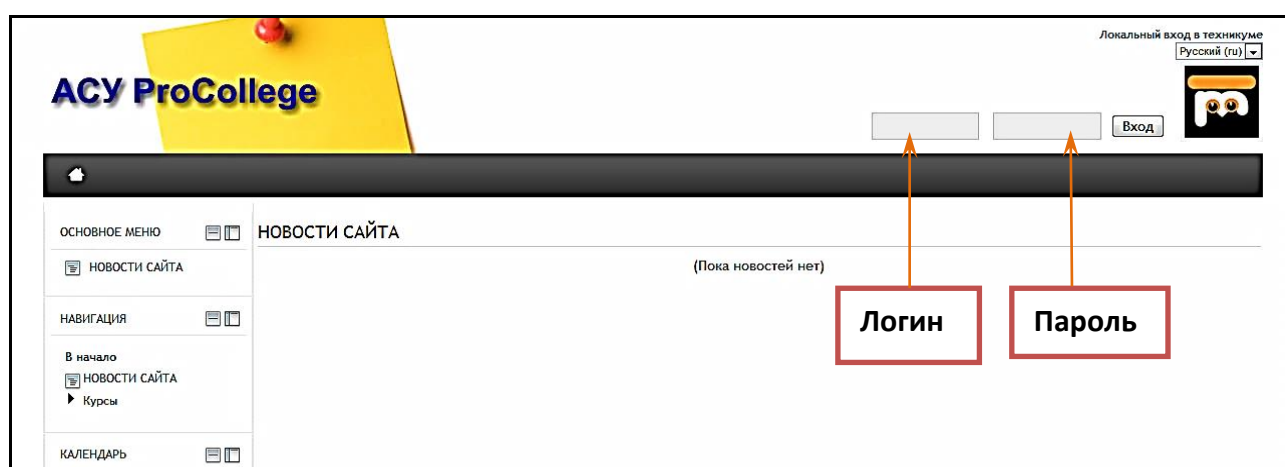 Локальный вход в техникуме
Русский (ru)
АСУ ProCollege
Вход
ОСНОВНОЕ МЕНЮ
НОВОСТИ САЙТА
НОВОСТИ САЙТА
(Пока новостей нет)
НАВИГАЦИЯ
В начало
НОВОСТИ САЙТА
Курсы
КАЛЕНДАРЬ
Логин
Пароль